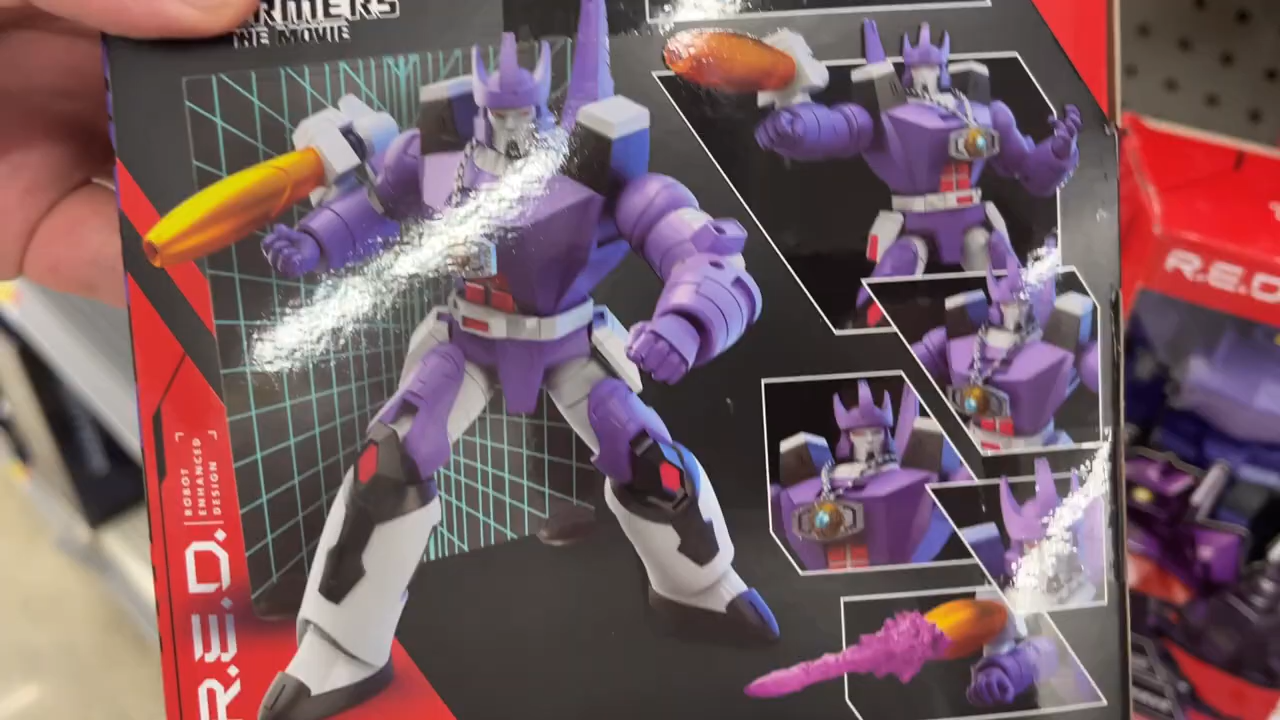 THE MOVIE
R.E.D.
ROBOT
ENHANCED
DESIGN
R.E.D.